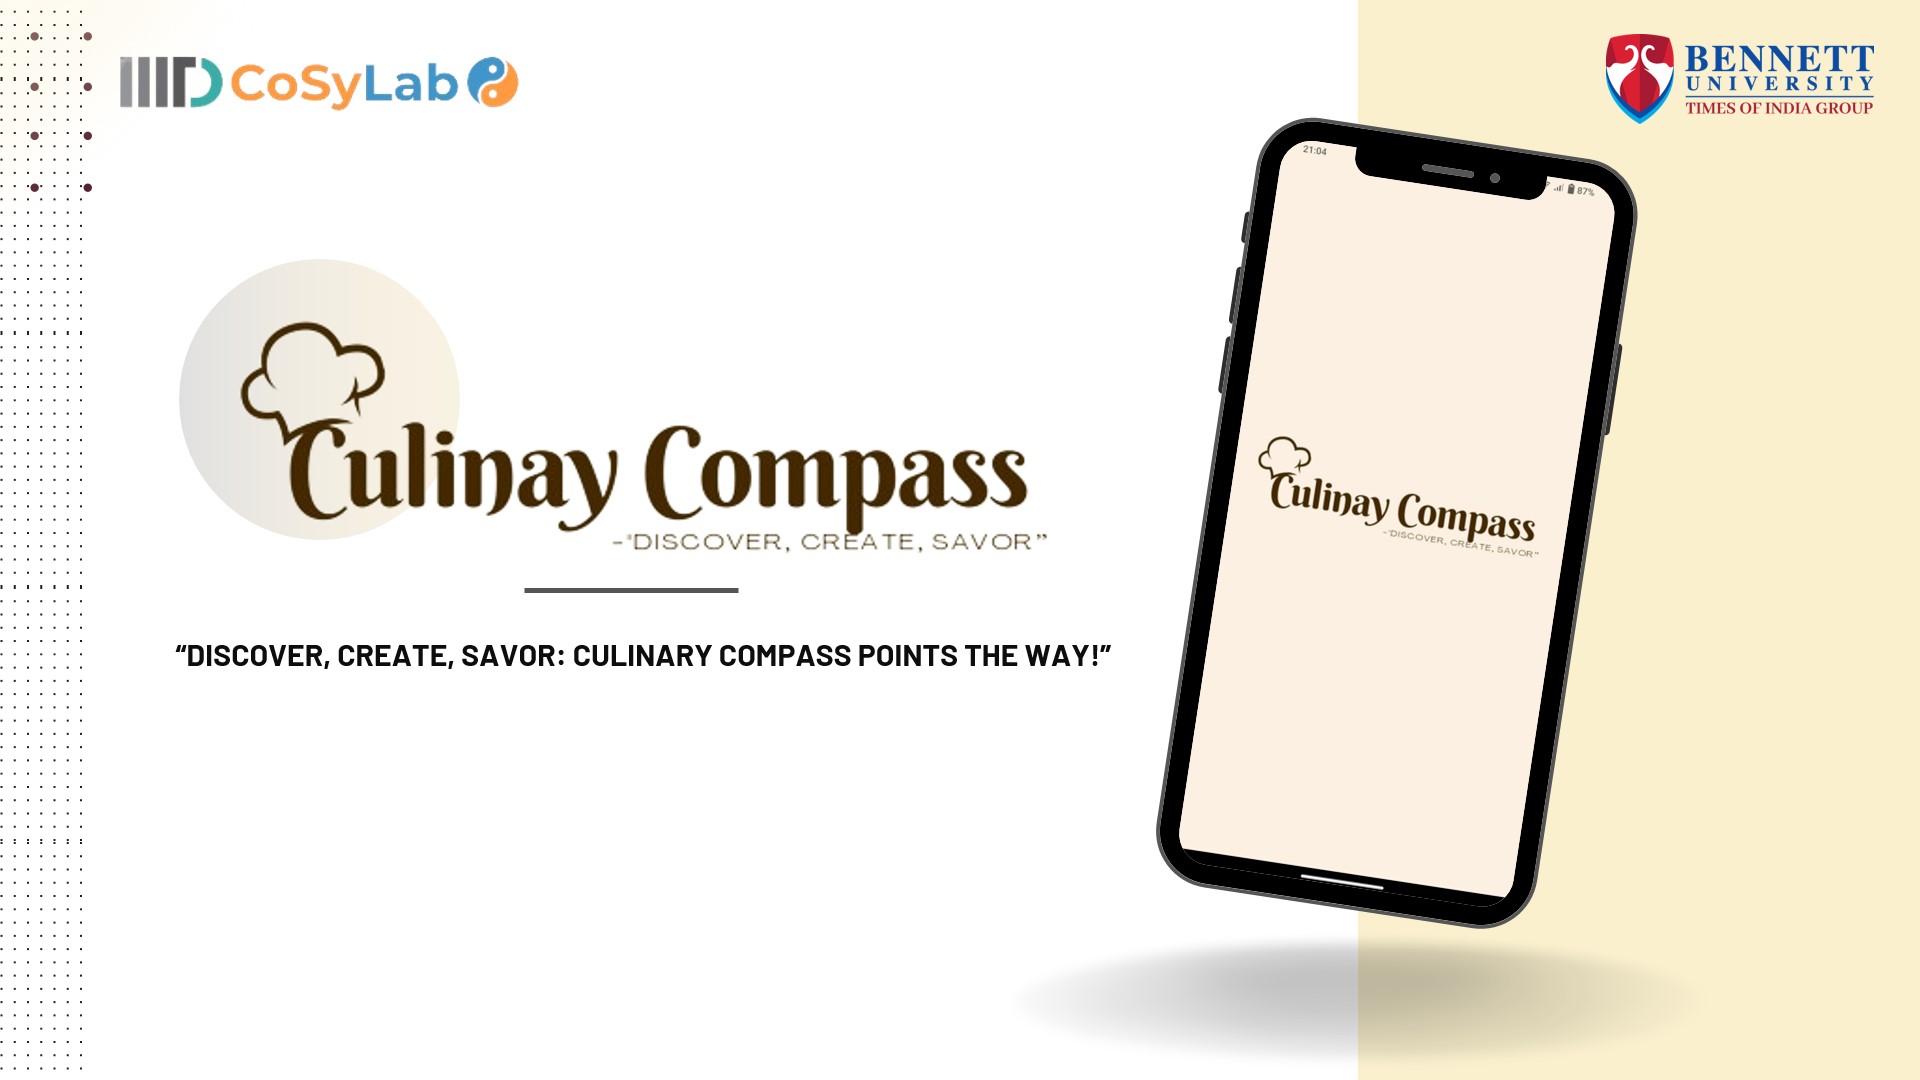 IIITD CoSyLab
BENNETT
UNIVERSITY
TIMES OF INDIA GROUP
Culinay Compass
-"DISCOVER, CREATE, SAVOR”
“DISCOVER, CREATE, SAVOR: CULINARY COMPASS POINTS THE WAY!”
21:04
87%
Culinay Compass
-"DISCOVER, CREATE, SAVOR"